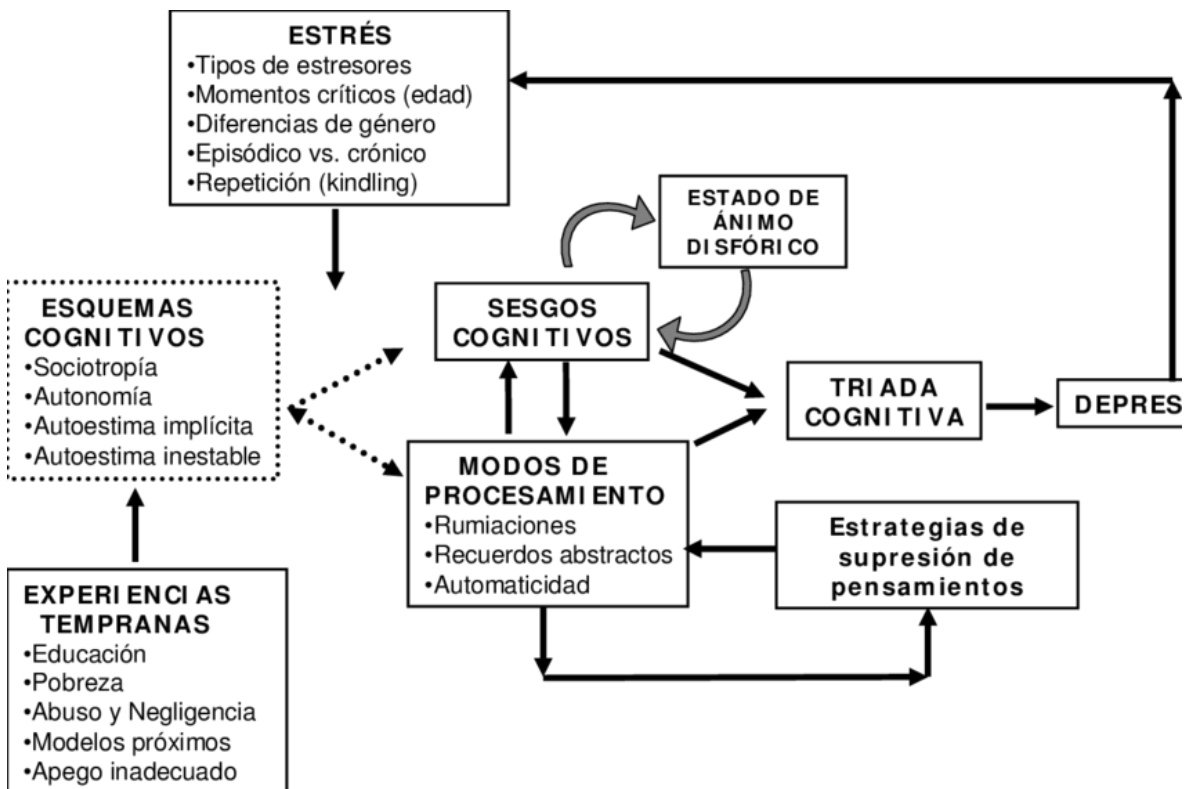 ESTRÉS
•Tipos de estresores
•Momentos críticos (edad)
•Diferencias de género
•Episódico vs. crónico
•Repetición (kindling)
ESTADO DE
ÁNIMO
DISFÓRICO
ESQUEMAS
COGNITIVOS
•Sociotropía
•Autonomía
•Autoestima implícita
•Autoestima inestable
SESGOS
COGNITIVOS
TRIADA
COGNITIVA
DEPRES
MODOS DE
PROCESAMIENTO
•Rumiaciones
•Recuerdos abstractos
•Automaticidad
Estrategias de
supresión de
pensamientos
EXPERIENCIAS
TEMPRANAS
•Educación
•Pobreza
•Abuso y Negligencia
•Modelos próximos
•Apego inadecuado